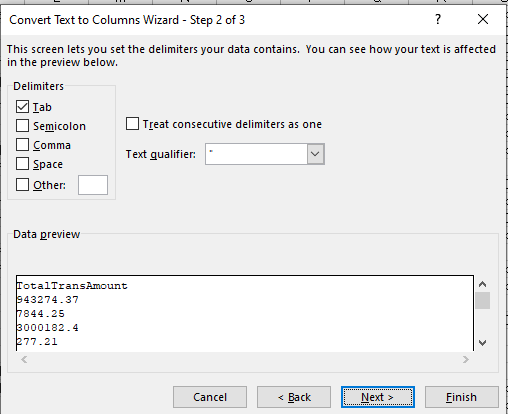 Convert Text to Columns Wizard - Step 2 of 3
?
This screen lets you set the delimiters your data contains. You can see how your text is affected
in the preview below.
Delimiters
Tab
Semicolon
Comma
Space
Other:
Treat consecutive delimiters as one
Text qualifier: "
Data preview
TotalTransAmount
943274.37
7844.25
3000182.4
277.21
Cancel < Back Next > Finish